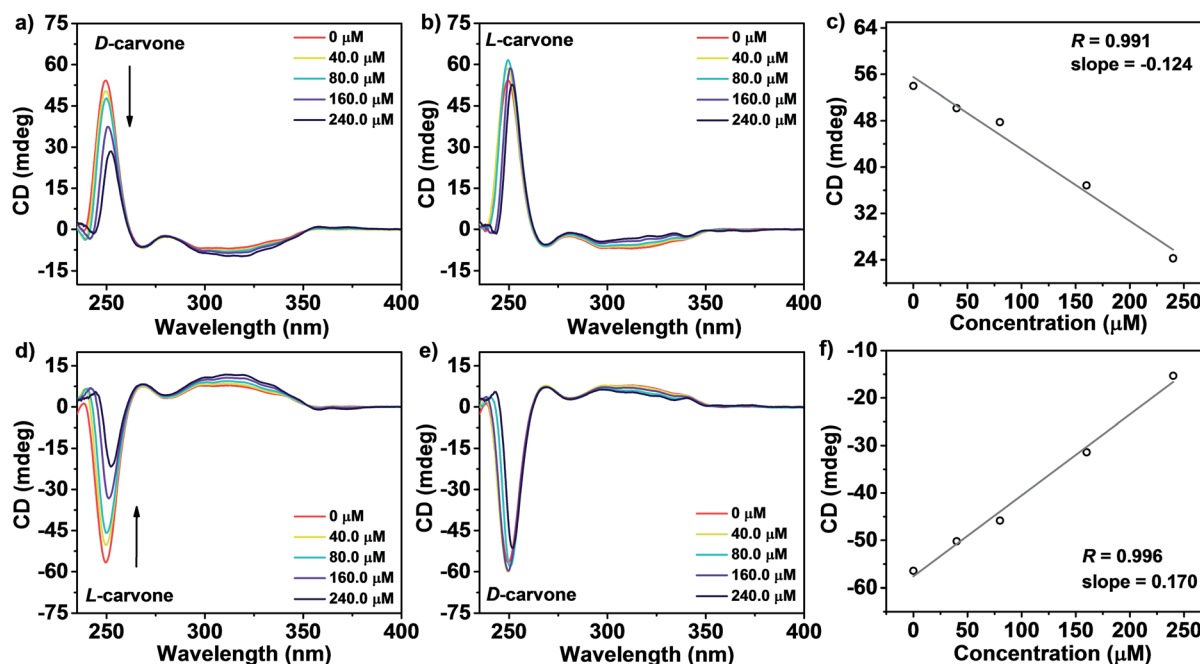 a)
D-carvone
0 μM
40.0 μM
80.0 μM
160.0 μM
240.0 μM
75
60
45
30
15
0
-15
CD (mdeg)
250
300
350
400
Wavelength (nm)
b)
L-carvone
0 μM
40.0 μM
80.0 μM
160.0 μM
240.0 μM
75
60
45
30
15
0
-15
CD (mdeg)
250
300
350
400
Wavelength (nm)
c)
R = 0.991
slope = -0.124
56
48
40
32
24
CD (mdeg)
0
50
100
150
200
250
Concentration (μM)
d)
15
0
-15
-30
-45
-60
-75
CD (mdeg)
0 μM
40.0 μM
80.0 μM
160.0 μM
240.0 μM
L-carvone
250
300
350
400
Wavelength (nm)
e)
15
0
-15
-30
-45
-60
-75
CD (mdeg)
0 μM
40.0 μM
80.0 μM
160.0 μM
240.0 μM
D-carvone
250
300
350
400
Wavelength (nm)
f)
-10
-20
-30
-40
-50
-60
CD (mdeg)
R = 0.996
slope = 0.170
0
50
100
150
200
250
Concentration (μM)